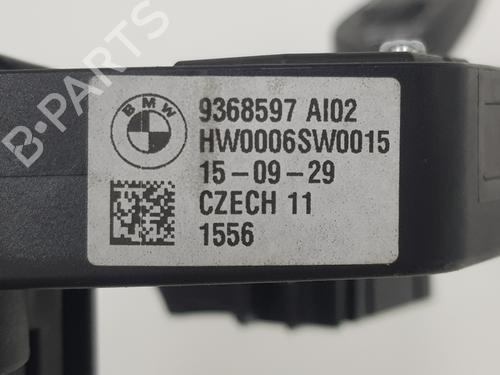 B-PARTS
BMW
9368597 AI02
HW0006SW0015
15-09-29
CZECH 11
1556